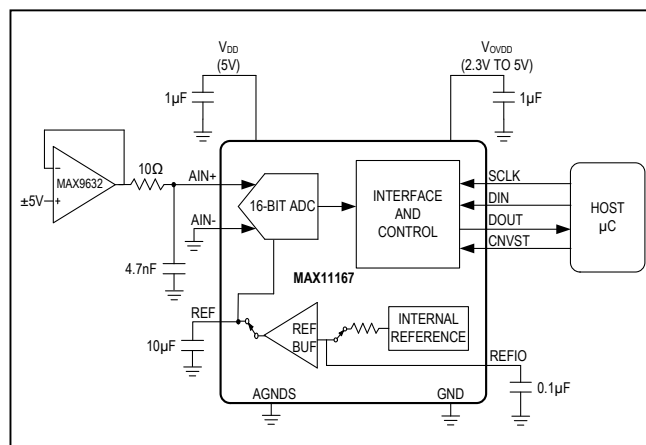 VDD
(5V)
VOVDD
(2.3V TO 5V)
1µF
1µF
MAX9632
10Ω
AIN+
±5V
-
+
AIN-
16-BIT ADC
INTERFACE
AND
CONTROL
SCLK
DIN
DOUT
CNVST
HOST
µC
4.7nF
MAX11167
REF
10µF
REF
BUF
INTERNAL
REFERENCE
REFIO
0.1µF
AGNDS
GND